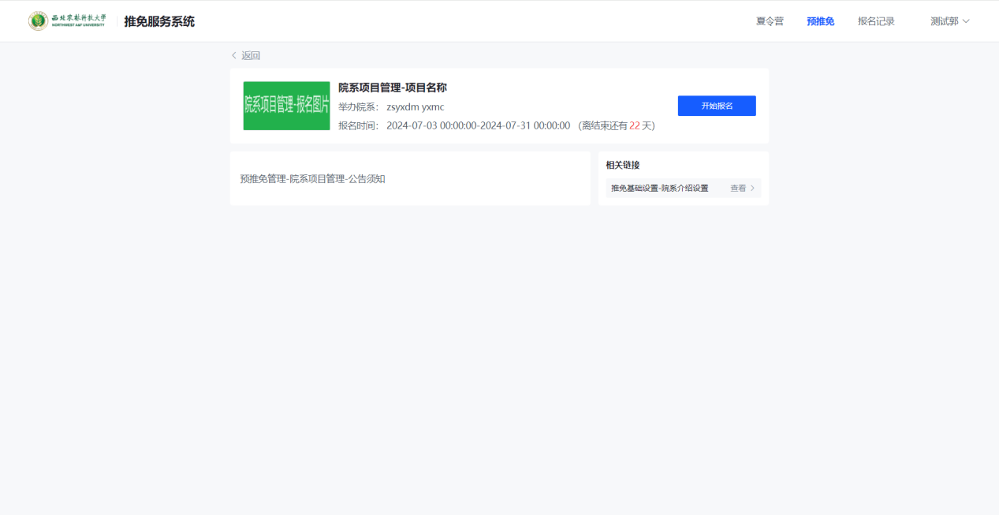 西北农林科技大学
NORTHWEST A&F UNIVERSITY
推免服务系统
夏令营
预推免
报名记录
测试郭
返回
院系项目管理-报名图片
院系项目管理-项目名称
举办院系： zsyxdm yxmc
报名时间： 2024-07-03 00:00:00-2024-07-31 00:00:00 （离结束还有 22 天）
开始报名
预推免管理-院系项目管理-公告须知
相关链接
推免基础设置-院系介绍设置
查看